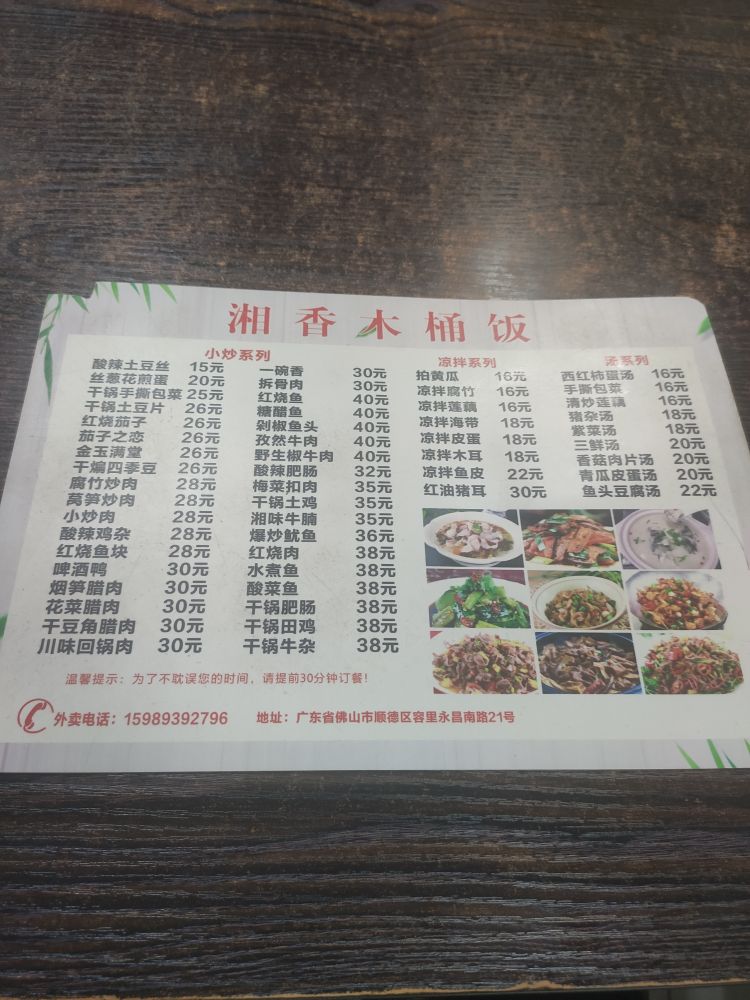 湘香木桶饭
小炒系列
酸辣土豆丝 15元
丝葱花煎蛋 20元
干锅手撕包菜 25元
干锅土豆片 26元
红烧茄子 26元
茄子之恋 26元
金玉满堂 26元
干煸四季豆 26元
腐竹炒肉 28元
莴笋炒肉 28元
小炒肉 28元
酸辣鸡杂 28元
红烧鱼块 28元
啤酒鸭 30元
烟笋腊肉 30元
花菜腊肉 30元
干豆角腊肉 30元
川味回锅肉 30元
一碗香 30元
拆骨肉 30元
红烧鱼 40元
糖醋鱼 40元
剁椒鱼头 40元
孜然牛肉 40元
野生椒牛肉 40元
酸辣肥肠 32元
梅菜扣肉 35元
干锅土鸡 35元
湘味牛腩 35元
爆炒鱿鱼 36元
红烧肉 38元
水煮鱼 38元
酸菜鱼 38元
干锅肥肠 38元
干锅田鸡 38元
干锅牛杂 38元
凉拌系列
拍黄瓜 16元
凉拌腐竹 16元
凉拌莲藕 16元
凉拌海带 18元
凉拌皮蛋 18元
凉拌木耳 18元
凉拌鱼皮 22元
红油猪耳 30元
汤系列
西红柿蛋汤 16元
手撕包菜 16元
清炒莲藕 16元
猪杂汤 18元
紫菜汤 18元
三鲜汤 20元
香菇肉片汤 20元
青瓜皮蛋汤 20元
鱼头豆腐汤 22元
温馨提示：为了不耽误您的时间，请提前30分钟订餐！
外卖电话：15989392796 地址：广东省佛山市顺德区容里永昌南路21号